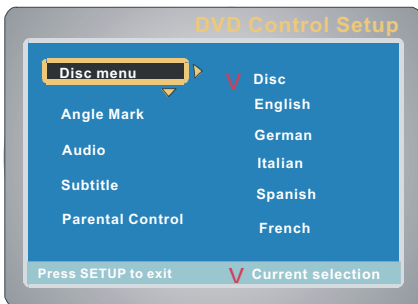 DVD Control Setup
Disc menu
Angle Mark
Audio
Subtitle
Parental Control
V Disc
English
German
Italian
Spanish
French
Press SETUP to exit
V Current selection